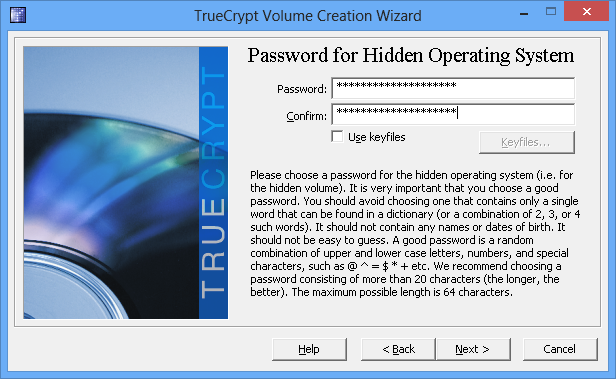 TrueCrypt Volume Creation Wizard
Password for Hidden Operating System
Password: ********************
Confirm: ********************
Use keyfiles
Keyfiles...
TRUECRYPT
Please choose a password for the hidden operating system (i.e. for
the hidden volume). It is very important that you choose a good
password. You should avoid choosing one that contains only a single
word that can be found in a dictionary (or a combination of 2, 3, or 4
such words). It should not contain any names or dates of birth. It
should not be easy to guess. A good password is a random
combination of upper and lower case letters, numbers, and special
characters, such as @ ^ = $ * + etc. We recommend choosing a
password consisting of more than 20 characters (the longer, the
better). The maximum possible length is 64 characters.
Help
< Back
Next >
Cancel